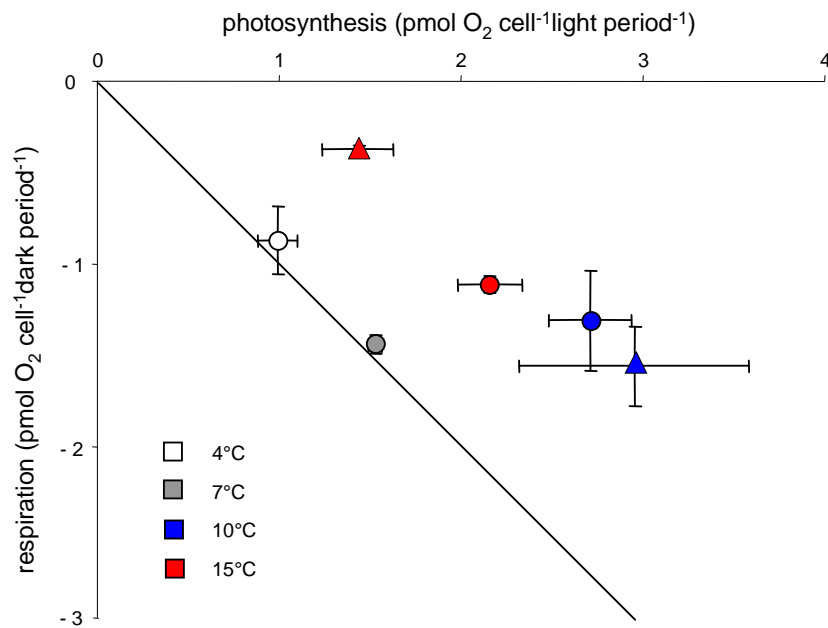 photosynthesis (pmol O₂ cell⁻¹light period⁻¹)
0 1 2 3 4
0
- 1
- 2
- 3
respiration (pmol O₂ cell⁻¹dark period⁻¹)
4°C
7°C
10°C
15°C